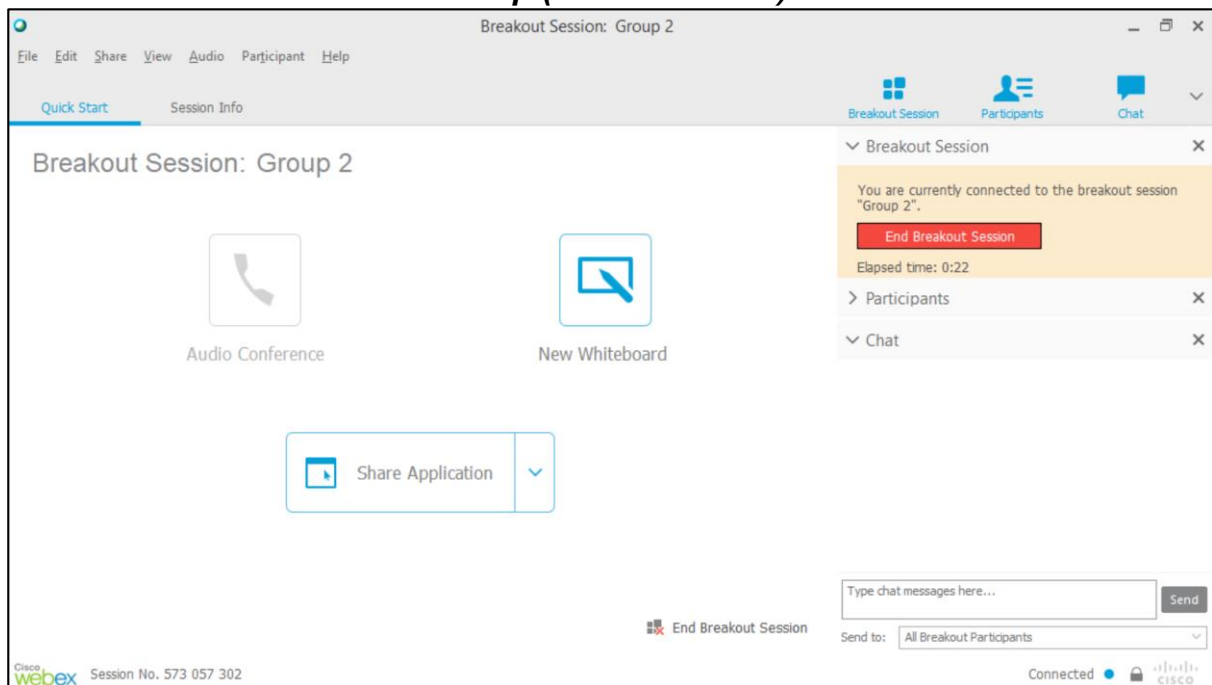 Breakout Session: Group 2
File Edit Share View Audio Participant Help
Quick Start Session Info
Breakout Session Participants Chat
Breakout Session: Group 2
Breakout Session
You are currently connected to the breakout session
"Group 2".
End Breakout Session
Elapsed time: 0:22
Participants
Chat
Audio Conference
New Whiteboard
Share Application
Type chat messages here...
Send
End Breakout Session
Send to: All Breakout Participants
Cisco webex Session No. 573 057 302
Connected
CISCO